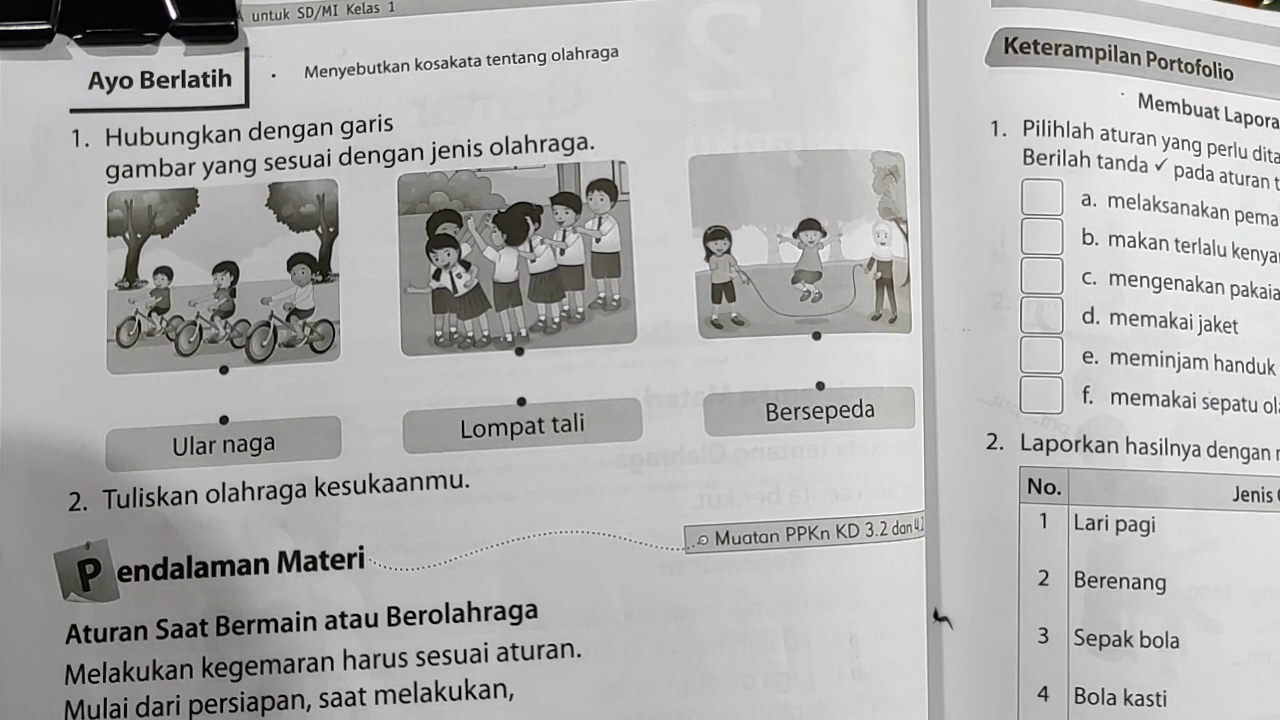 untuk SD/MI Kelas 1
Ayo Berlatih
• Menyebutkan kosakata tentang olahraga
1. Hubungkan dengan garis
gambar yang sesuai dengan jenis olahraga.
Ular naga
Lompat tali
Bersepeda
2. Tuliskan olahraga kesukaanmu.
Muatan PPKn KD 3.2 dan
Pendalaman Materi
Aturan Saat Bermain atau Berolahraga
Melakukan kegemaran harus sesuai aturan.
Mulai dari persiapan, saat melakukan,
Keterampilan Portofolio
Membuat Lapora
1. Pilihlah aturan yang perlu dita
Berilah tanda ✓ pada aturan t
a. melaksanakan pema
b. makan terlalu kenya
c. mengenakan pakaia
d. memakai jaket
e. meminjam handuk
f. memakai sepatu ol
2. Laporkan hasilnya dengan
No. Jenis
1 Lari pagi
2 Berenang
3 Sepak bola
4 Bola kasti